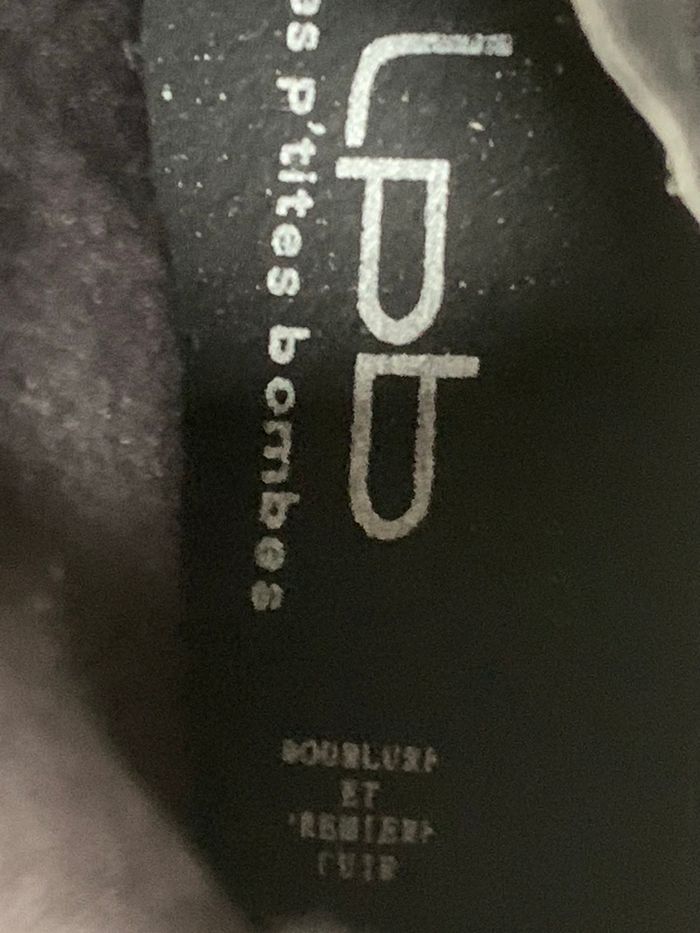 LPb
es p'tites bombes
DOUBLURE
ET
PREMIERE
CUIR